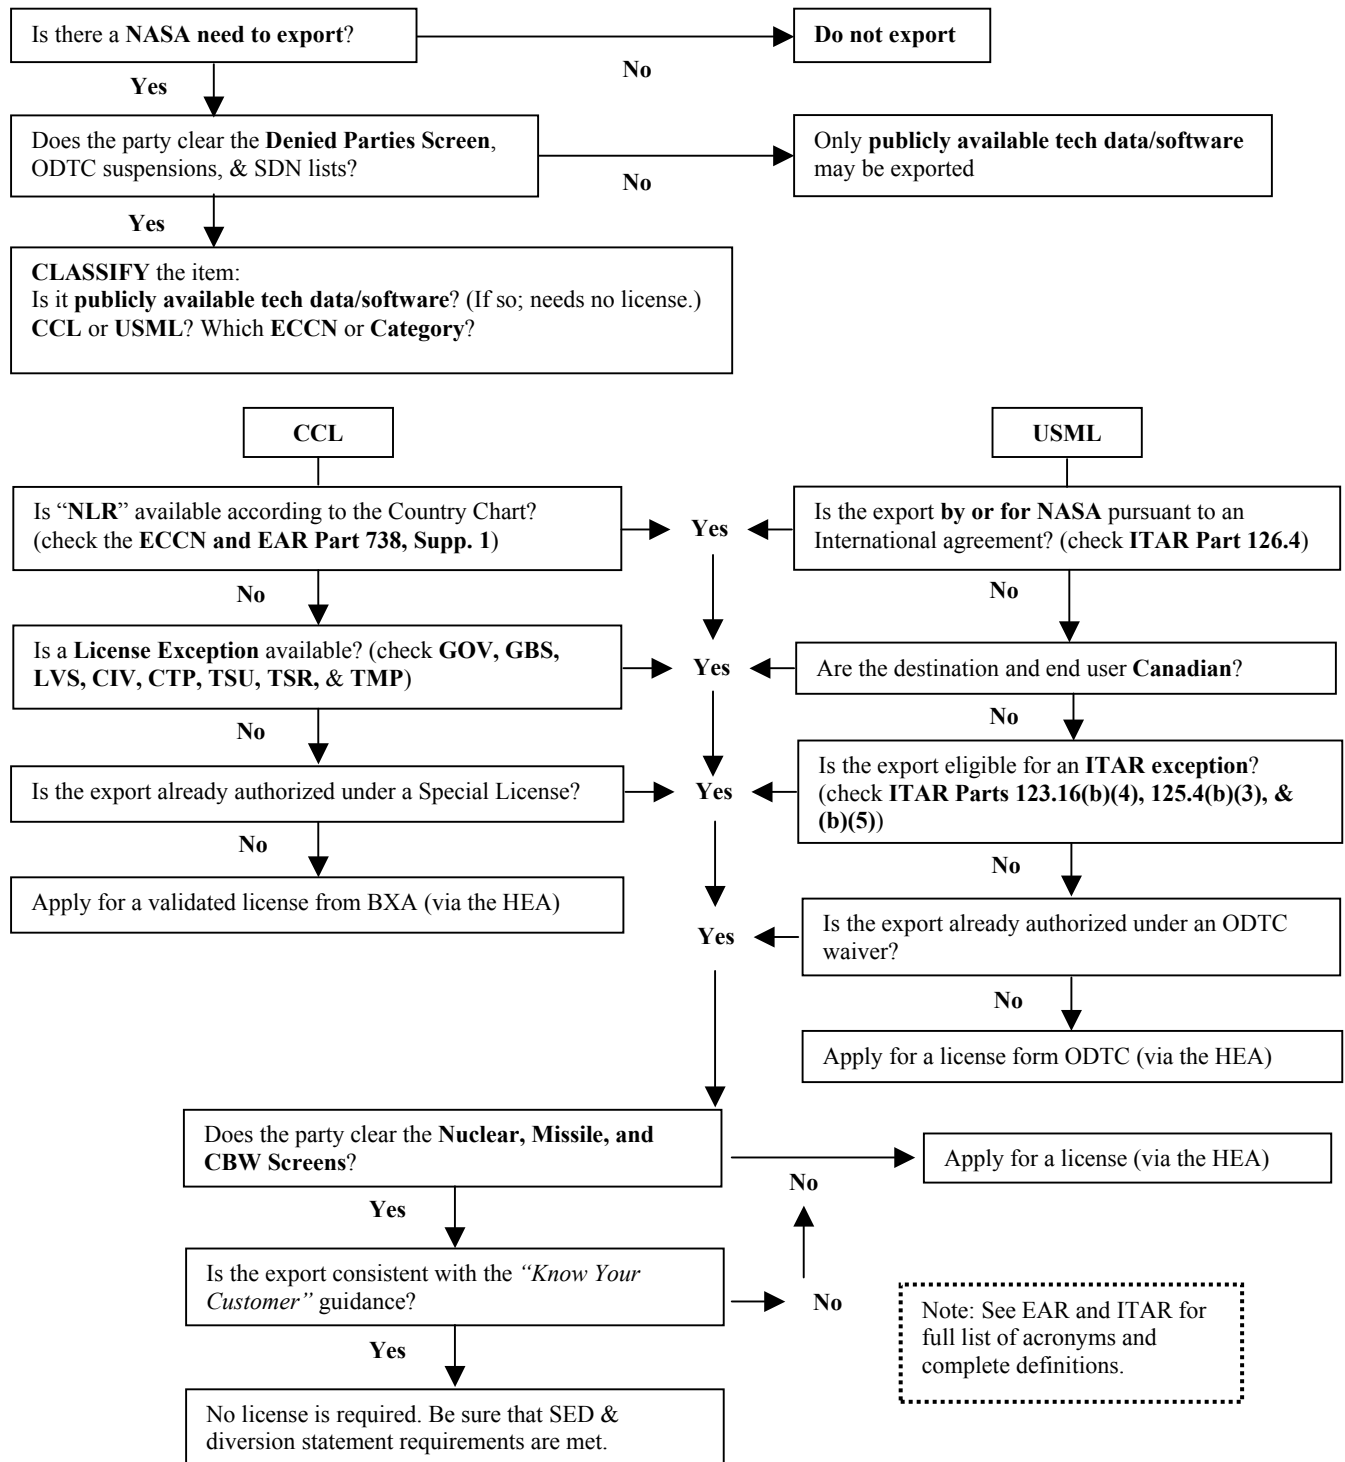 Is there a NASA need to export?
Do not export
No
Yes
Does the party clear the Denied Parties Screen,
ODTC suspensions, & SDN lists?
Only publicly available tech data/software
may be exported
No
Yes
CLASSIFY the item:
Is it publicly available tech data/software? (If so; needs no license.)
CCL or USML? Which ECCN or Category?
CCL
USML
Is “NLR” available according to the Country Chart?
(check the ECCN and EAR Part 738, Supp. 1)
Yes
Is the export by or for NASA pursuant to an
International agreement? (check ITAR Part 126.4)
No
No
Is a License Exception available? (check GOV, GBS,
LVS, CIV, CTP, TSU, TSR, & TMP)
Yes
Are the destination and end user Canadian?
No
No
Is the export already authorized under a Special License?
Yes
Is the export eligible for an ITAR exception?
(check ITAR Parts 123.16(b)(4), 125.4(b)(3), &
(b)(5))
No
No
Apply for a validated license from BXA (via the HEA)
Yes
Is the export already authorized under an ODTC
waiver?
No
Apply for a license form ODTC (via the HEA)
Does the party clear the Nuclear, Missile, and
CBW Screens?
Apply for a license (via the HEA)
No
Yes
Is the export consistent with the “Know Your
Customer” guidance?
No
Note: See EAR and ITAR for
full list of acronyms and
complete definitions.
Yes
No license is required. Be sure that SED &
diversion statement requirements are met.